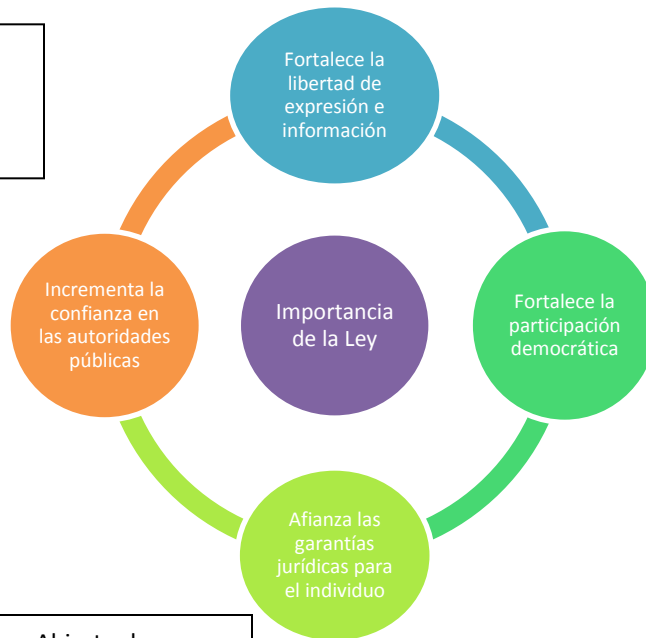 Fortalece la
libertad de
expresión e
información
Incrementa la
confianza en
las autoridades
públicas
Importancia
de la Ley
Fortalece la
participación
democrática
Afianza las
garantías
jurídicas para
el individuo